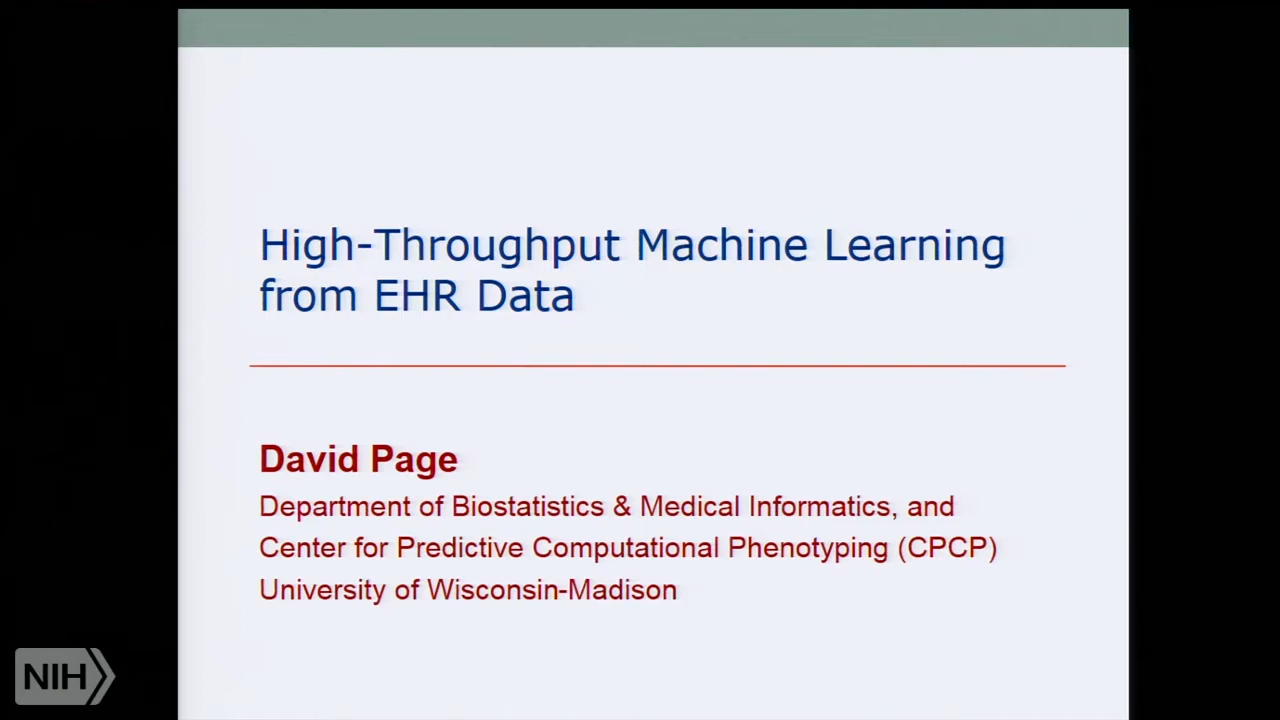 High-Throughput Machine Learning
from EHR Data
David Page
Department of Biostatistics & Medical Informatics, and
Center for Predictive Computational Phenotyping (CPCP)
University of Wisconsin-Madison
NIH